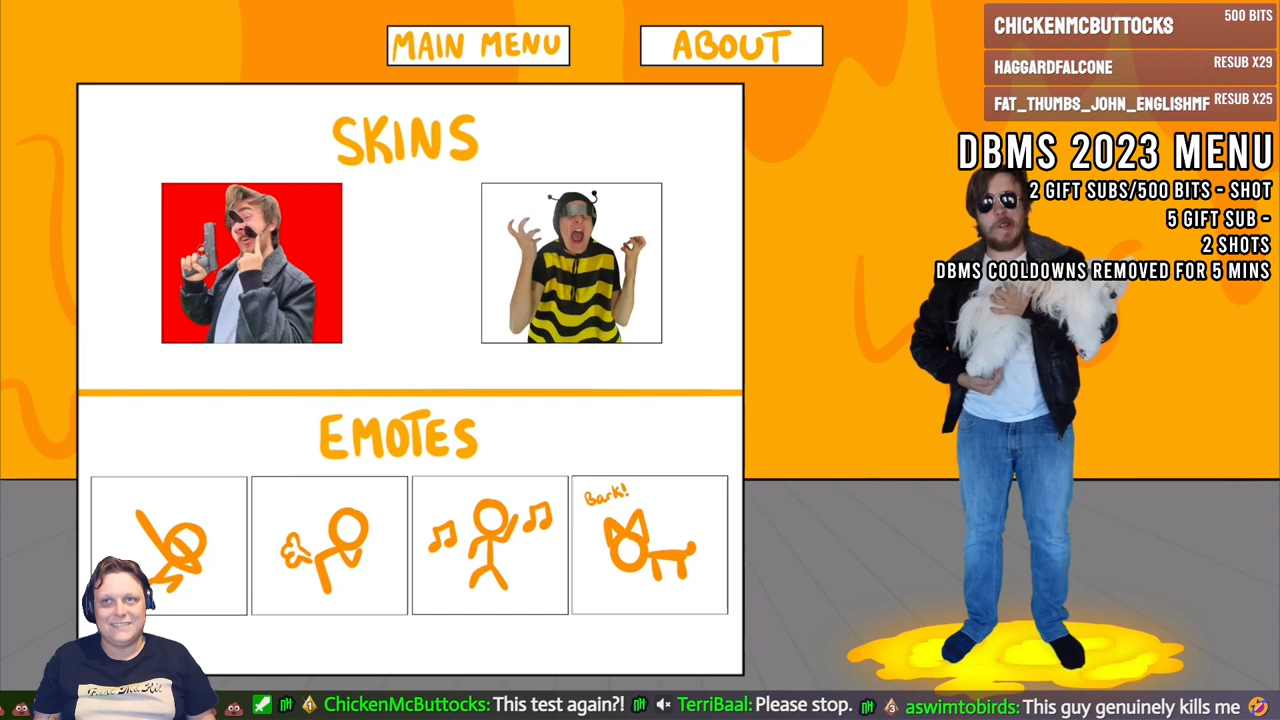 MAIN MENU
ABOUT
SKINS
EMOTES
Bark!
CHICKENMCBUTTOCKS 500 BITS
HAGGARDFALCONE RESUB X29
FAT_THUMBS_JOHN_ENGLISHMF RESUB X25
DBMS 2023 MENU
2 GIFT SUBS/500 BITS - SHOT
5 GIFT SUB -
2 SHOTS
DBMS COOLDOWNS REMOVED FOR 5 MINS
ChickenMcButtocks: This test again?! TerriBaal: Please stop. aswimtobirds: This guy genuinely kills me